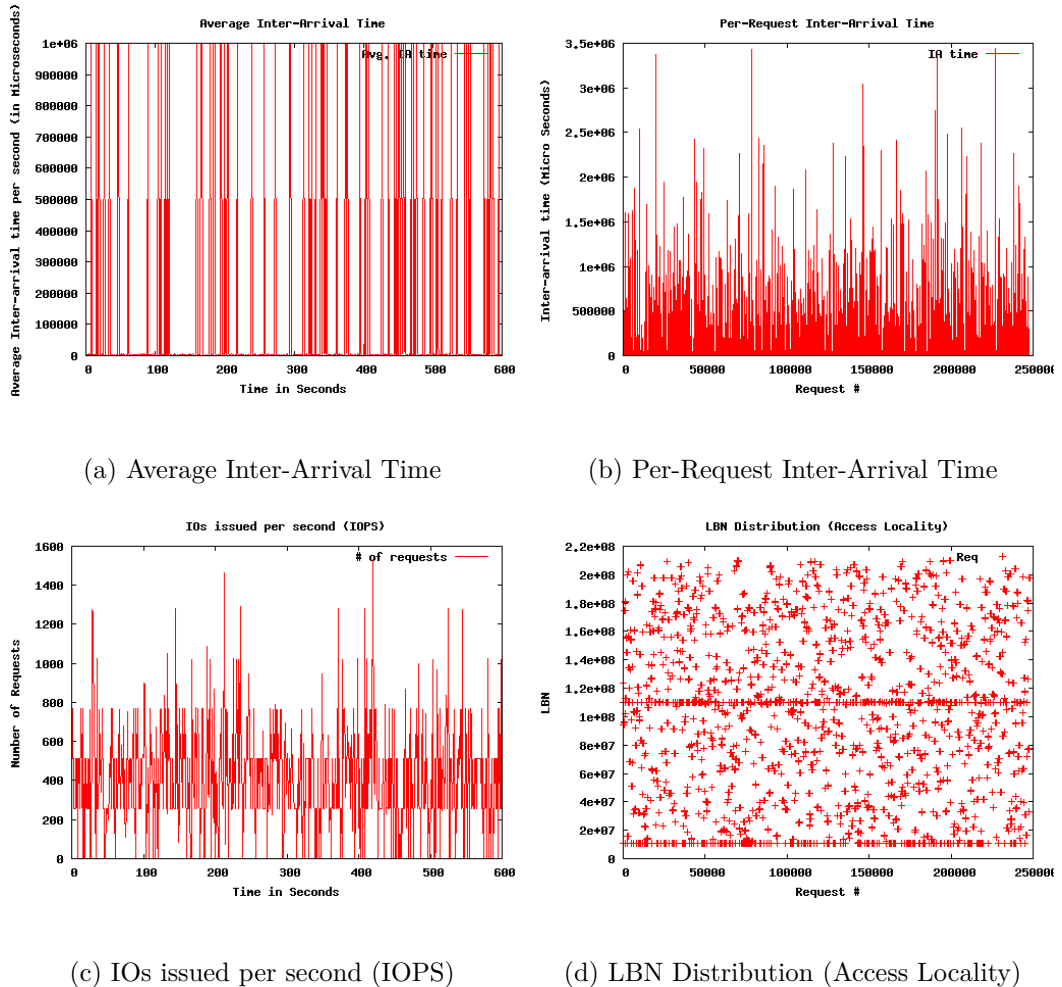 Average Inter-Arrival Time
Average Inter-arrival time per second (in Microseconds)
1e+06
900000
800000
700000
600000
500000
400000
300000
200000
100000
0
Avg. IA time
0 100 200 300 400 500 600
Time in Seconds
(a) Average Inter-Arrival Time
Per-Request Inter-Arrival Time
Inter-arrival time (Micro Seconds)
3.5e+06
3e+06
2.5e+06
2e+06
1.5e+06
1e+06
500000
0
IA time
0 50000 100000 150000 200000 250000
Request #
(b) Per-Request Inter-Arrival Time
IOs issued per second (IOPS)
Number of Requests
1600
1400
1200
1000
800
600
400
200
0
# of requests
0 100 200 300 400 500 600
Time in Seconds
(c) IOs issued per second (IOPS)
LBN Distribution (Access Locality)
LBN
2.2e+08
2e+08
1.8e+08
1.6e+08
1.4e+08
1.2e+08
1e+08
8e+07
6e+07
4e+07
2e+07
0
Req
0 50000 100000 150000 200000 250000
Request #
(d) LBN Distribution (Access Locality)